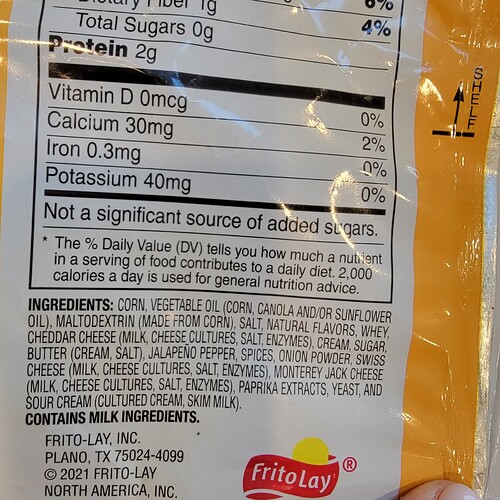 Dietary Fiber 1g 6%
Total Sugars 0g 4%
Protein 2g
Vitamin D 0mcg 0%
Calcium 30mg 2%
Iron 0.3mg 0%
Potassium 40mg 0%
Not a significant source of added sugars.
* The % Daily Value (DV) tells you how much a nutrient
in a serving of food contributes to a daily diet. 2,000
calories a day is used for general nutrition advice.
INGREDIENTS: CORN, VEGETABLE OIL (CORN, CANOLA AND/OR SUNFLOWER
OIL), MALTODEXTRIN (MADE FROM CORN), SALT, NATURAL FLAVORS, WHEY,
CHEDDAR CHEESE (MILK, CHEESE CULTURES, SALT, ENZYMES), CREAM, SUGAR,
BUTTER (CREAM, SALT), JALAPEÑO PEPPER, SPICES, ONION POWDER, SWISS
CHEESE (MILK, CHEESE CULTURES, SALT, ENZYMES), MONTEREY JACK CHEESE
(MILK, CHEESE CULTURES, SALT, ENZYMES), PAPRIKA EXTRACTS, YEAST, AND
SOUR CREAM (CULTURED CREAM, SKIM MILK).
CONTAINS MILK INGREDIENTS.
FRITO-LAY, INC.
PLANO, TX 75024-4099
© 2021 FRITO-LAY
NORTH AMERICA, INC.
FritoLay ®
SHELF